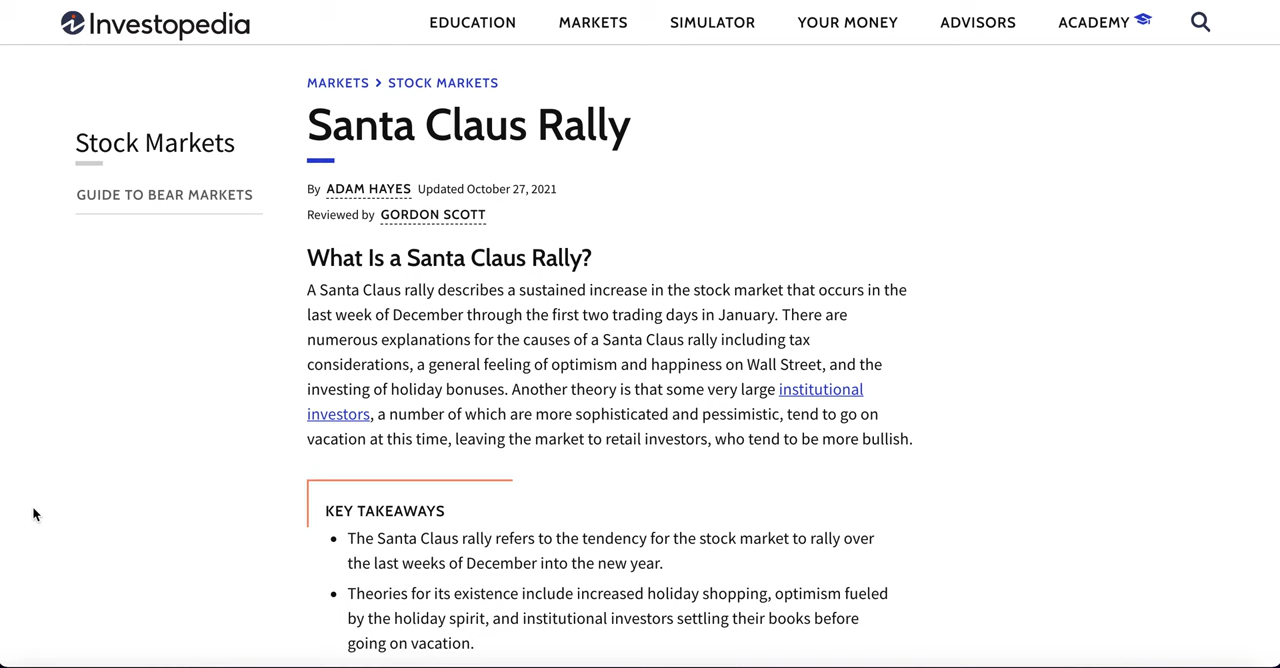 Investopedia
EDUCATION MARKETS SIMULATOR YOUR MONEY ADVISORS ACADEMY
MARKETS > STOCK MARKETS
Santa Claus Rally
Stock Markets
GUIDE TO BEAR MARKETS
By ADAM HAYES Updated October 27, 2021
Reviewed by GORDON SCOTT
What Is a Santa Claus Rally?
A Santa Claus rally describes a sustained increase in the stock market that occurs in the
last week of December through the first two trading days in January. There are
numerous explanations for the causes of a Santa Claus rally including tax
considerations, a general feeling of optimism and happiness on Wall Street, and the
investing of holiday bonuses. Another theory is that some very large institutional
investors, a number of which are more sophisticated and pessimistic, tend to go on
vacation at this time, leaving the market to retail investors, who tend to be more bullish.
KEY TAKEAWAYS
• The Santa Claus rally refers to the tendency for the stock market to rally over
the last weeks of December into the new year.
• Theories for its existence include increased holiday shopping, optimism fueled
by the holiday spirit, and institutional investors settling their books before
going on vacation.